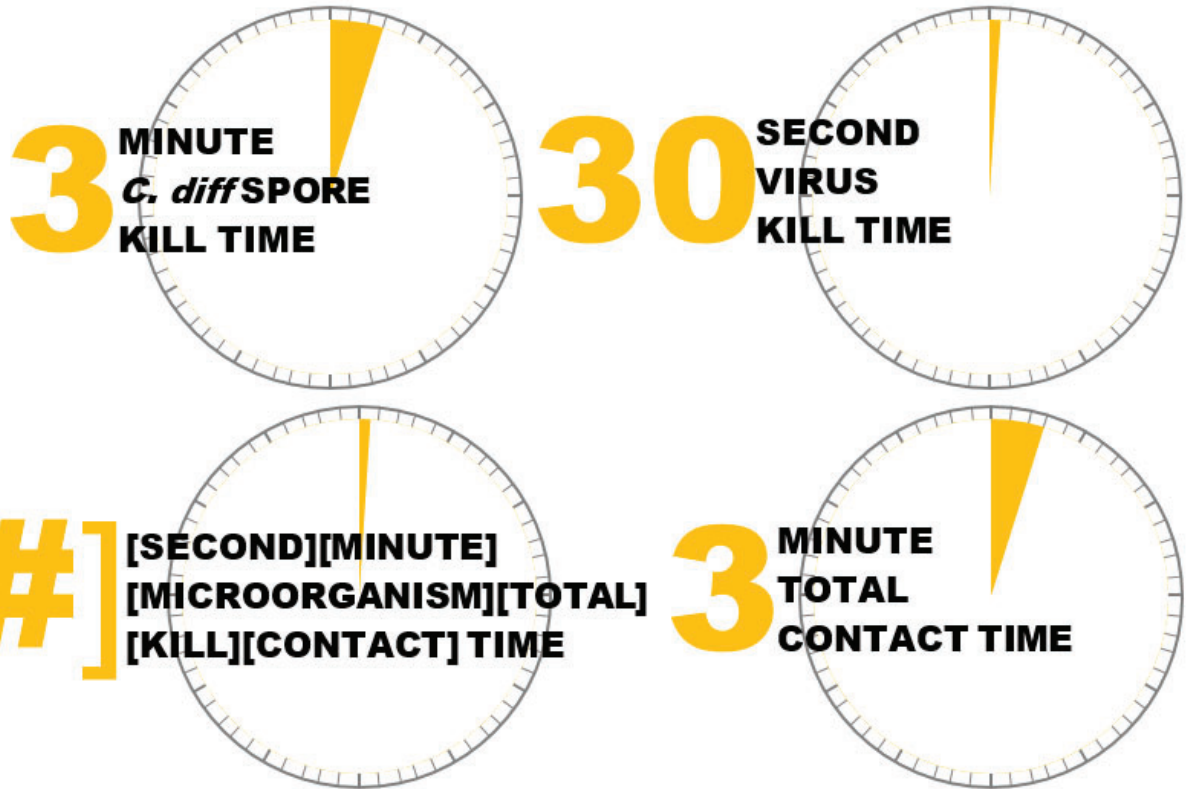 3 MINUTE
C. diff SPORE
KILL TIME
30 SECOND
VIRUS
KILL TIME
#] [SECOND][MINUTE]
[MICROORGANISM][TOTAL]
[KILL][CONTACT] TIME
3 MINUTE
TOTAL
CONTACT TIME